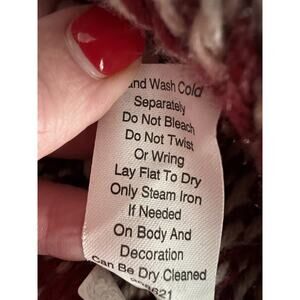 and Wash Cold
Separately
Do Not Bleach
Do Not Twist
Or Wring
Lay Flat To Dry
Only Steam Iron
If Needed
On Body And
Decoration
Can Be Dry Cleaned